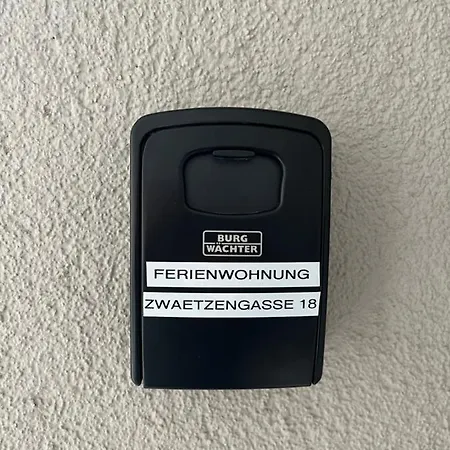 BURG
WÄCHTER
FERIENWOHNUNG
ZWAETZENGASSE 18